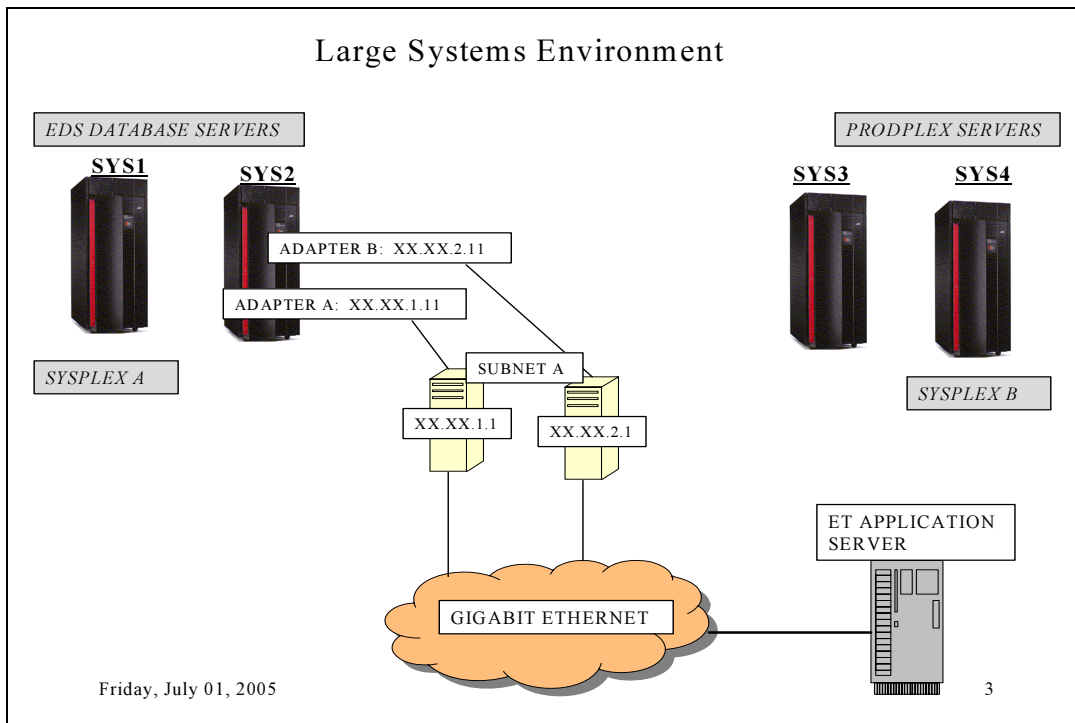 Large Systems Environment
EDS DATABASE SERVERS
PRODPLEX SERVERS
SYS1
SYS2
SYS3
SYS4
ADAPTER B: XX.XX.2.11
ADAPTER A: XX.XX.1.11
SUBNET A
SYSPLEX A
SYSPLEX B
XX.XX.1.1
XX.XX.2.1
ET APPLICATION
SERVER
GIGABIT ETHERNET
Friday, July 01, 2005
3